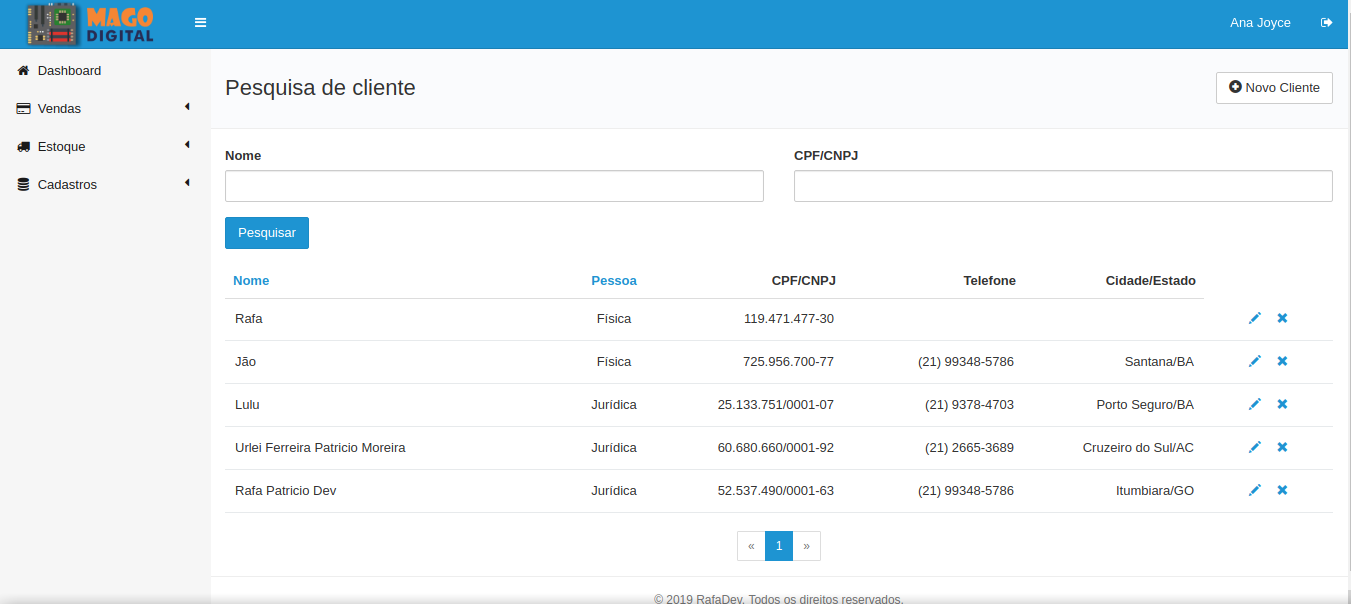 MAGO
DIGITAL
Ana Joyce
Dashboard
Vendas
Estoque
Cadastros
Pesquisa de cliente
Novo Cliente
Nome CPF/CNPJ
Pesquisar
Nome Pessoa CPF/CNPJ Telefone Cidade/Estado
Rafa Física 119.471.477-30
Jão Física 725.956.700-77 (21) 99348-5786 Santana/BA
Lulu Jurídica 25.133.751/0001-07 (21) 9378-4703 Porto Seguro/BA
Urlei Ferreira Patricio Moreira Jurídica 60.680.660/0001-92 (21) 2665-3689 Cruzeiro do Sul/AC
Rafa Patricio Dev Jurídica 52.537.490/0001-63 (21) 99348-5786 Itumbiara/GO
« 1 »
© 2019 RafaDev. Todos os direitos reservados.